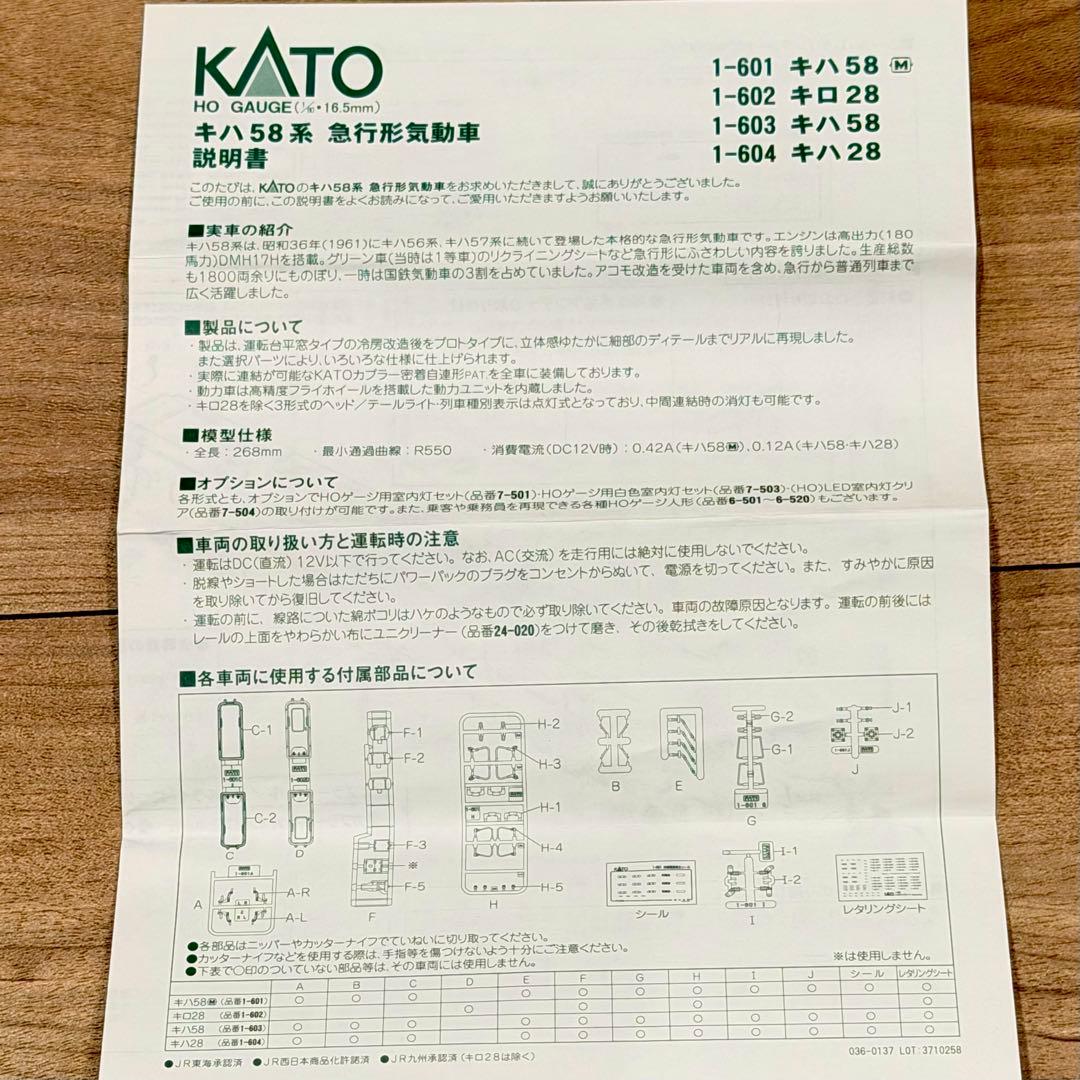 KATO
HO GAUGE(1/80・16.5mm)
キハ58系 急行形気動車
説明書
1-601 キハ58 M
1-602 キロ28
1-603 キハ58
1-604 キハ28
このたびは、KATOのキハ58系 急行形気動車をお求めいただきまして、誠にありがとうございました。
ご使用の前に、この説明書をよくお読みになって、ご愛用いただきますようお願いいたします。
■実車の紹介
キハ58系は、昭和36年(1961)にキハ56系、キハ57系に続いて登場した本格的な急行形気動車です。エンジンは高出力(180
馬力)DMH17Hを搭載。グリーン車(当時は1等車)のリクライニングシートなど急行形にふさわしい内容を誇りました。生産総数
も1800両余りにものぼり、一時は国鉄気動車の3割を占めていました。アコモ改造を受けた車両を含め、急行から普通列車まで
広く活躍しました。
■製品について
・製品は、運転台平窓タイプの冷房改造後をプロトタイプに、立体感ゆたかに細部のディテールまでリアルに再現しました。
また選択パーツにより、いろいろな仕様に仕上げられます。
・実際に連結が可能なKATOカプラー密着自連形PAT.を全車に装備しております。
・動力車は高精度フライホイールを搭載した動力ユニットを内蔵しました。
・キロ28を除く3形式のヘッド/テールライト・列車種別表示は点灯式となっており、中間連結時の消灯も可能です。
■模型仕様
・全長：268mm ・最小通過曲線：R550 ・消費電流(DC12V時)：0.42A(キハ58M)、0.12A(キハ58・キハ28)
■オプションについて
各形式とも、オプションでHOゲージ用室内灯セット(品番7-501)・HOゲージ用白色室内灯セット(品番7-503)・(HO)LED室内灯クリ
ア(品番7-504)の取り付けが可能です。また、乗客や乗務員を再現できる各種HOゲージ人形(品番6-501～6-520)もございます。
■車両の取り扱い方と運転時の注意
・運転はDC(直流)12V以下で行ってください。なお、AC(交流)を走行用には絶対に使用しないでください。
・脱線やショートした場合はただちにパワーパックのプラグをコンセントからぬいて、電源を切ってください。また、すみやかに原因
を取り除いてから復旧してください。
・運転の前に、線路についた綿ボコリはハケのようなもので必ず取り除いてください。車両の故障原因となります。運転の前後には
レールの上面をやわらかい布にユニクリーナー(品番24-020)をつけて磨き、その後乾拭きをしてください。
■各車両に使用する付属部品について
C-1
KATO
1-601C
C-2
C
D
F-1
F-2
F-3
※
F-5
F
H-2
H-3
H-1
H-4
H-5
H
B
E
G-2
G-1
KATO
1-601 G
G
J-1
J-2
J
A
1-601A
A-R
A-L
KATO
シール
I-1
I-2
1-601 I
I
レタリングシート
●各部品はニッパーやカッターナイフでていねいに切り取ってください。
●カッターナイフなどを使用する際は、手指等を傷つけないよう十分にご注意ください。
●下表で○印のついていない部品等は、その車両には使用しません。
※は使用しません。
A B C D E F G H I J シール レタリングシート
キハ58M (品番1-601) ○ ○ ○ ○ ○ ○ ○ ○ ○ ○ ○
キロ28 (品番1-602) ○ ○ ○
キハ58 (品番1-603) ○ ○ ○ ○ ○ ○ ○ ○ ○ ○ ○
キハ28 (品番1-604) ○ ○ ○ ○ ○ ○ ○ ○ ○ ○ ○
●JR東海承認済 ●JR西日本商品化許諾済 ●JR九州承認済(キロ28は除く)
036-0137 LOT:3710258